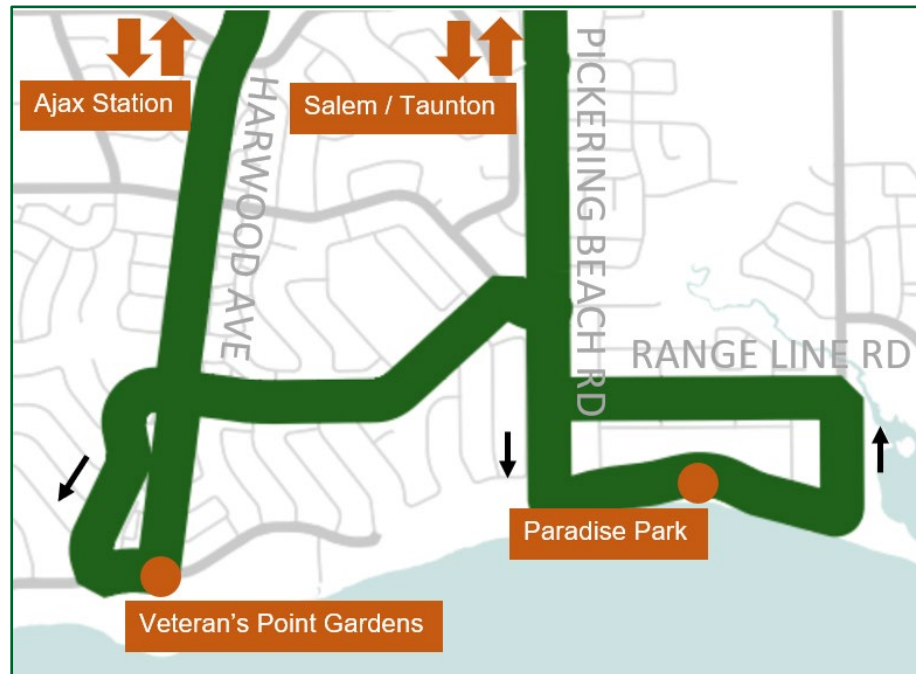 Ajax Station
Salem / Taunton
HARWOOD AVE
PICKERING BEACH RD
RANGE LINE RD
Paradise Park
Veteran's Point Gardens